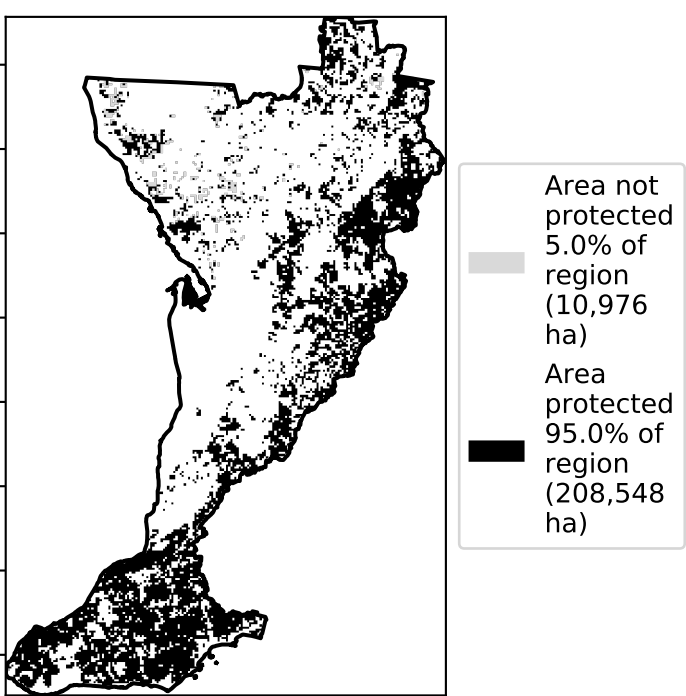 Area not
protected
5.0% of
region
(10,976
ha)
Area
protected
95.0% of
region
(208,548
ha)